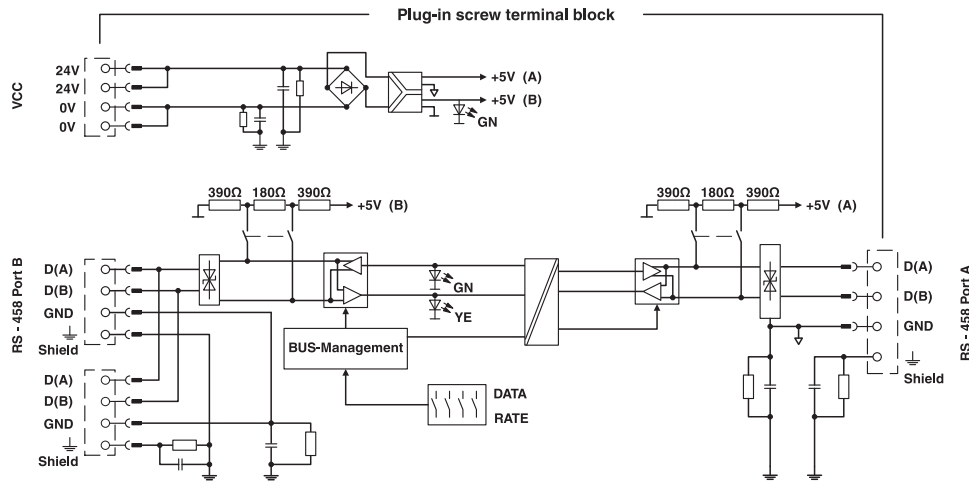 Plug-in screw terminal block
VCC
24V
24V
0V
0V
+5V (A)
+5V (B)
GN
390Ω 180Ω 390Ω
+5V (B)
390Ω 180Ω 390Ω
+5V (A)
RS - 458 Port B
D(A)
D(B)
GND
Shield
D(A)
D(B)
GND
Shield
GN
YE
BUS-Management
DATA
RATE
D(A)
D(B)
GND
Shield
RS - 458 Port A